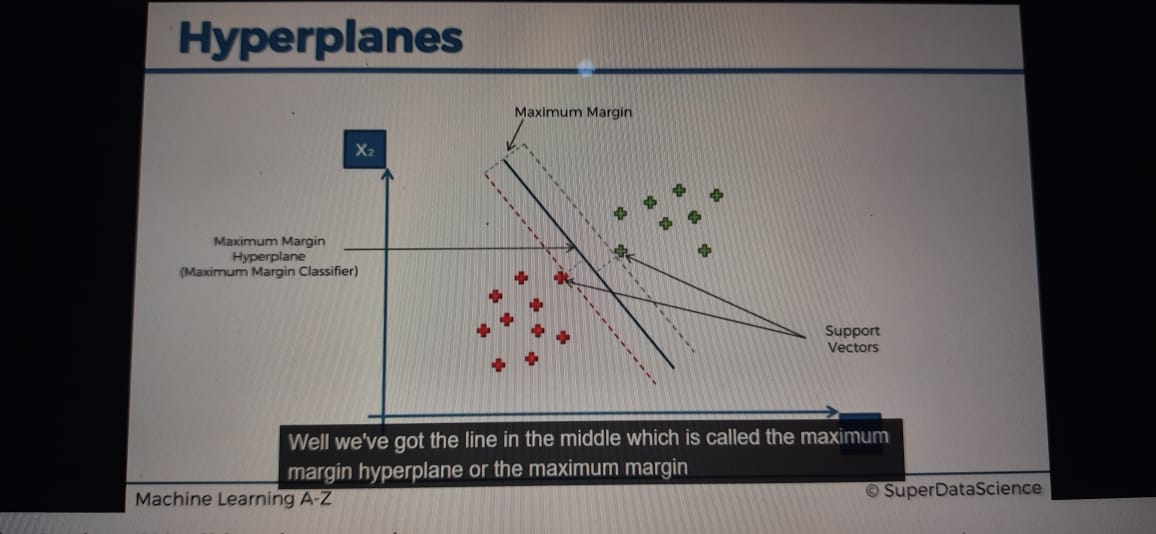 Hyperplanes
Maximum Margin
X₂
Maximum Margin
Hyperplane
(Maximum Margin Classifier)
Support
Vectors
Well we've got the line in the middle which is called the maximum
margin hyperplane or the maximum margin
Machine Learning A-Z
© SuperDataScience